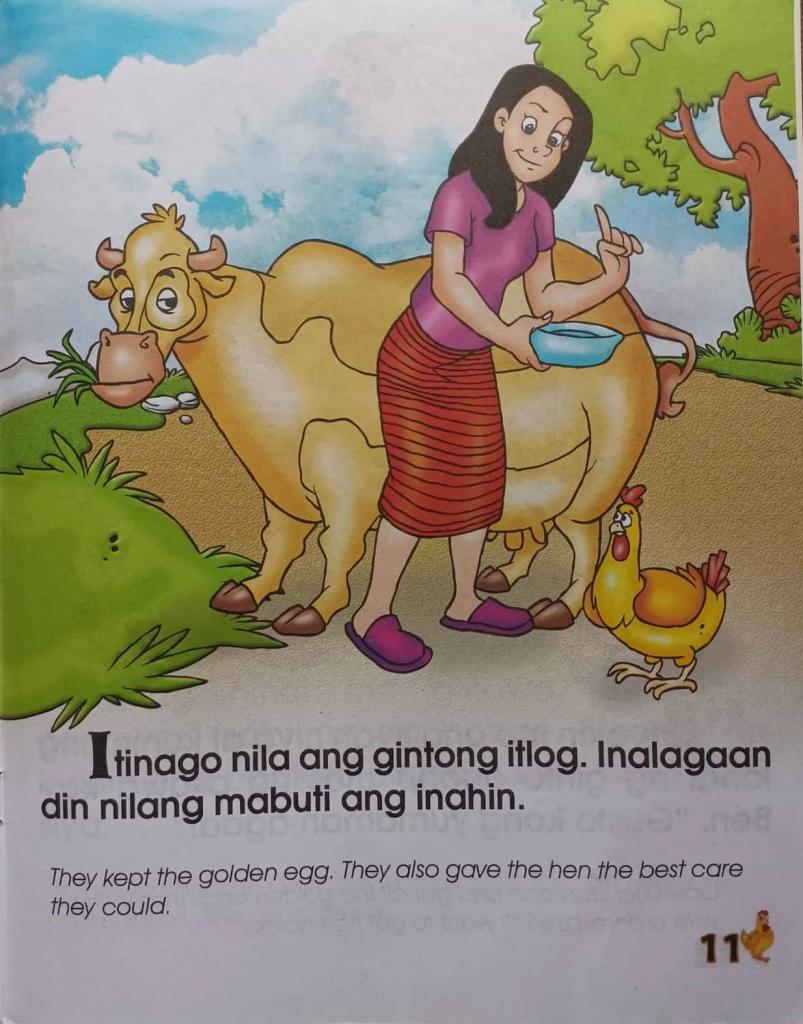 Itinago nila ang gintong itlog. Inalagaan
din nilang mabuti ang inahin.
They kept the golden egg. They also gave the hen the best care
they could.
11